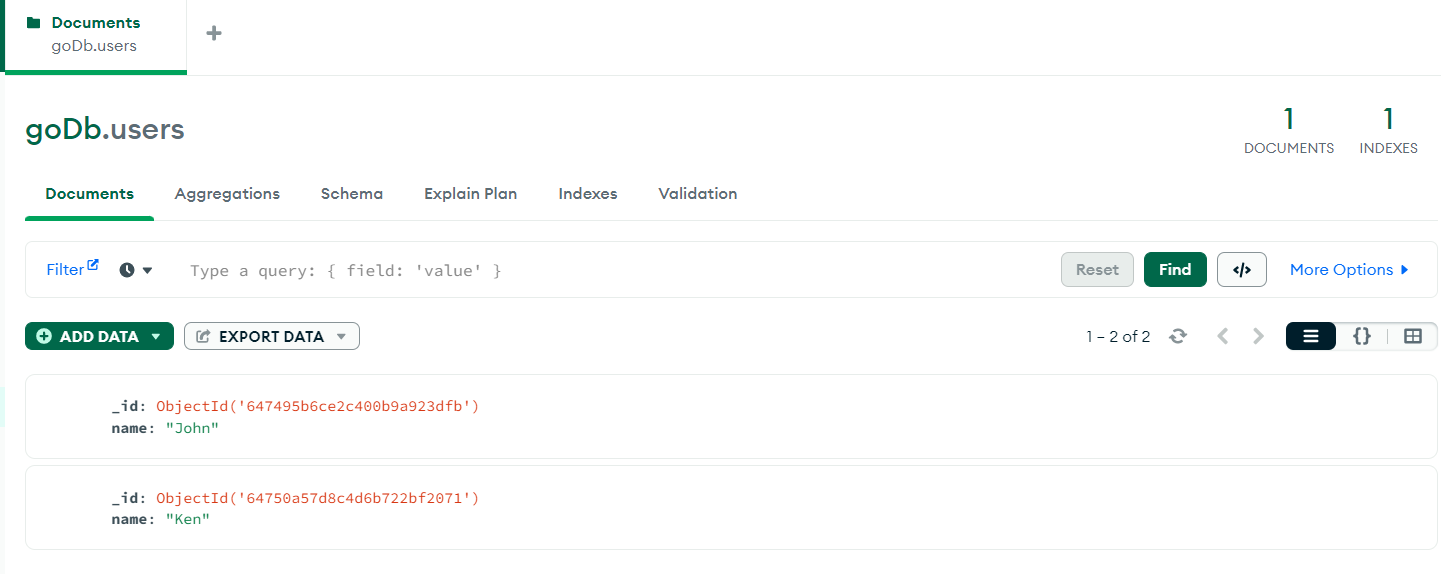 Documents
goDb.users
goDb.users
1
DOCUMENTS
1
INDEXES
Documents Aggregations Schema Explain Plan Indexes Validation
Filter Type a query: { field: 'value' } Reset Find </> More Options
ADD DATA EXPORT DATA 1 – 2 of 2 {}
_id: ObjectId('647495b6ce2c400b9a923dfb')
name: "John"
_id: ObjectId('64750a57d8c4d6b722bf2071')
name: "Ken"